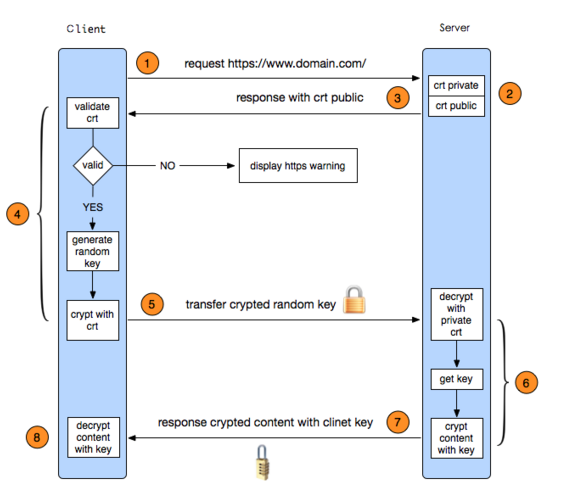 Client
Server
1
request https://www.domain.com/
crt private
2
response with crt public
3
crt public
validate
crt
valid
NO
display https warning
4
YES
generate
random
key
5
transfer crypted random key
crypt with
crt
decrypt
with
private
crt
get key
6
response crypted content with clinet key
7
crypt
content
with key
8
decrypt
content
with key